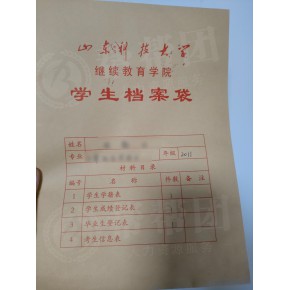 山东科技大学
继续教育学院
学生档案袋
姓名
专业 年级
材料目录
编号 名称 份数 备注
1 学生学籍表
2 学生成绩登记表
3 毕业生登记表
4 考生信息表